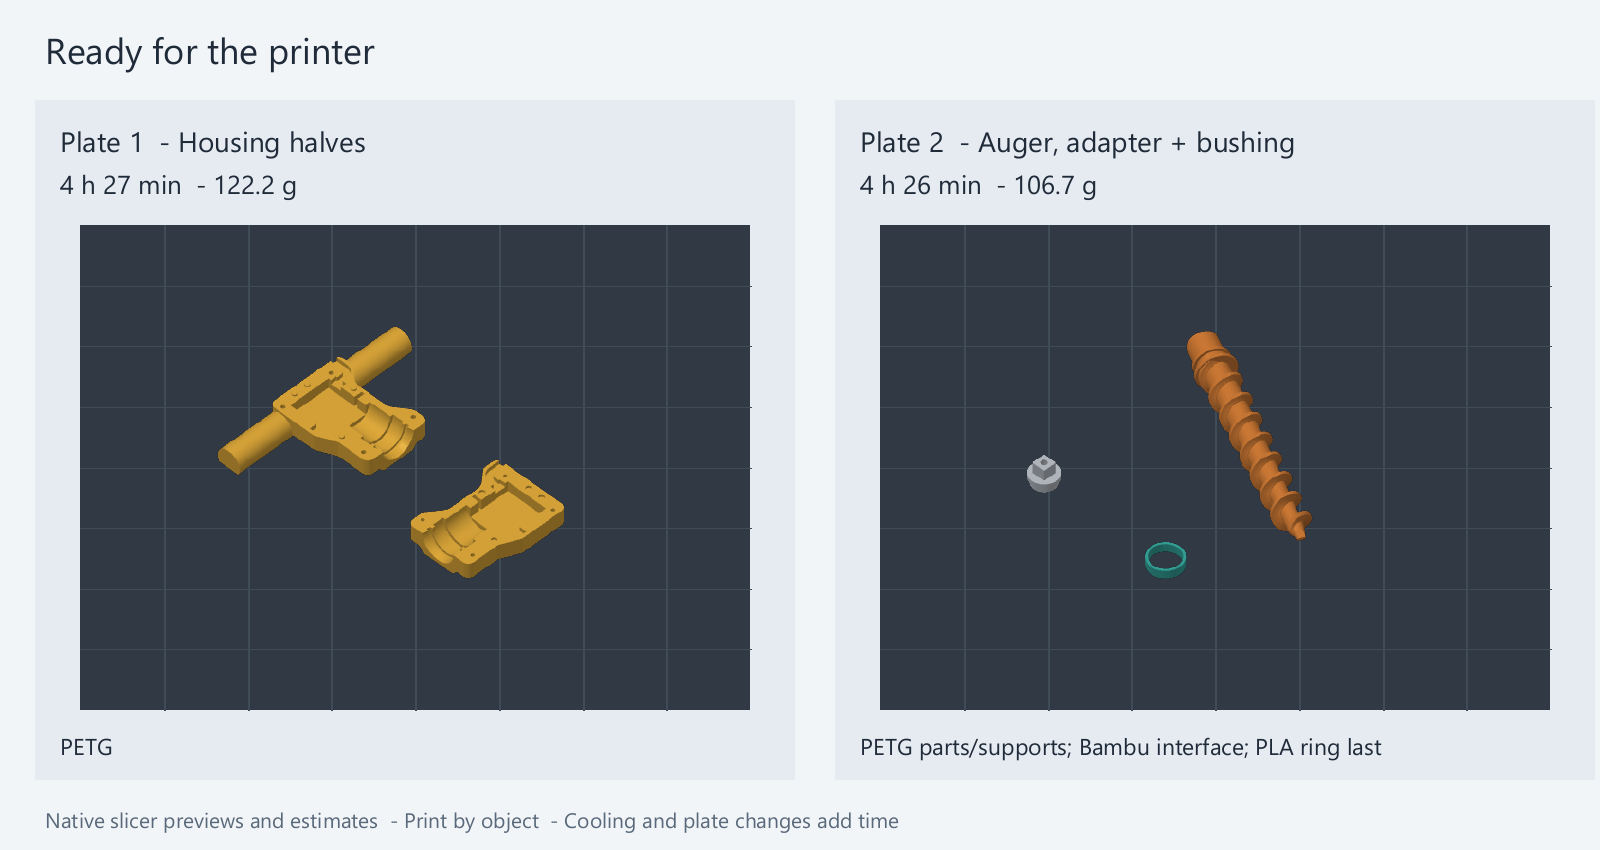 Ready for the printer
Plate 1  - Housing halves
4 h 27 min  - 122.2 g
PETG
Plate 2  - Auger, adapter + bushing
4 h 26 min  - 106.7 g
PETG parts/supports; Bambu interface; PLA ring last
Native slicer previews and estimates  - Print by object  - Cooling and plate changes add time